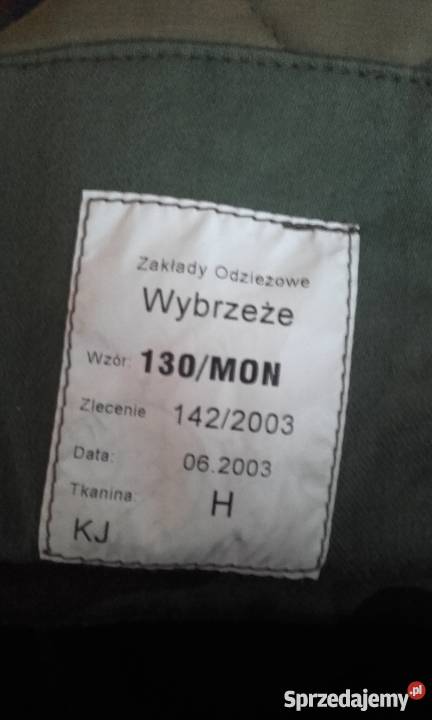 Zakłady Odzieżowe
Wybrzeże
Wzór: 130/MON
Zlecenie 142/2003
Data: 06.2003
Tkanina: H
KJ
Sprzedajemy.pl